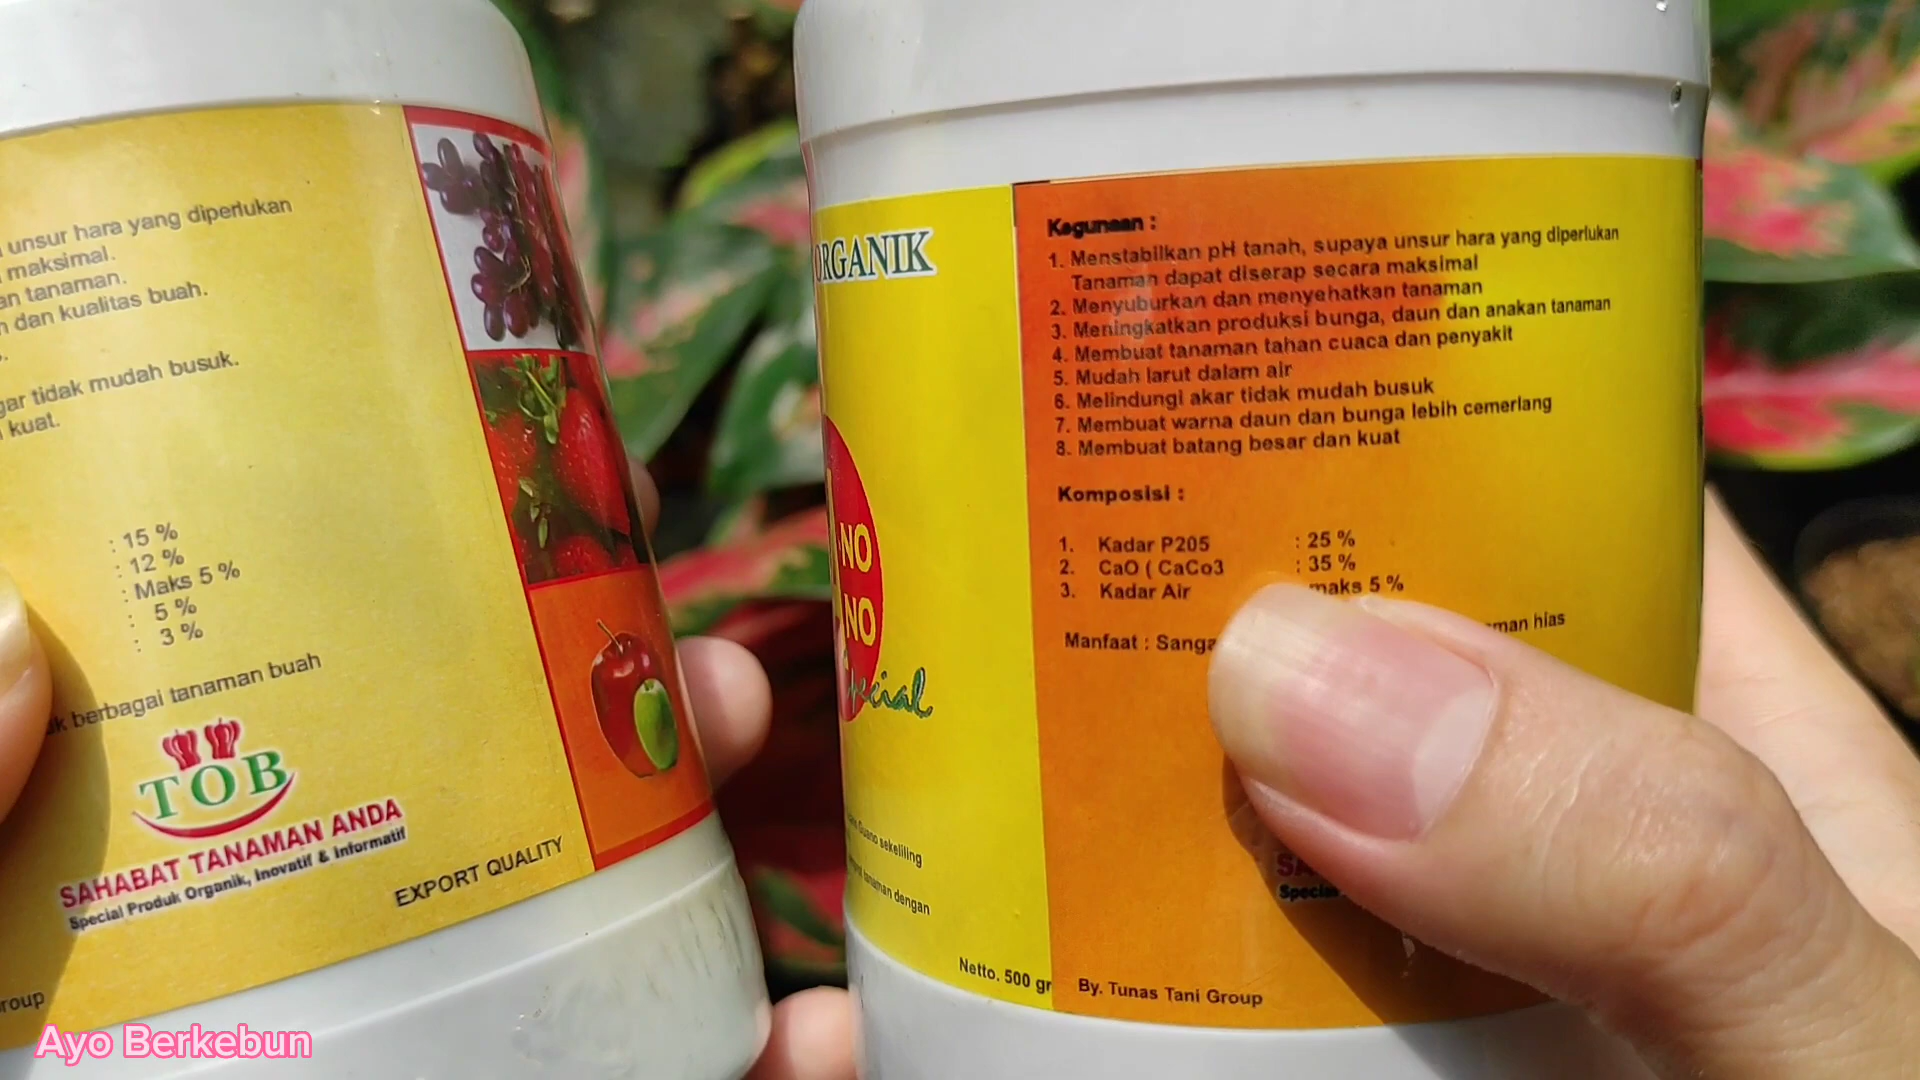 unsur hara yang diperlukan
maksimal.
an tanaman.
dan kualitas buah.
gar tidak mudah busuk.
kuat.
: 15 %
: 12 %
: Maks 5 %
: 5 %
: 3 %
berbagai tanaman buah
TOB
SAHABAT TANAMAN ANDA
Special Produk Organik, Inovatif & Informatif
EXPORT QUALITY
roup
Ayo Berkebun
ORGANIK
NO
NO
Guano sekeliling
tanaman dengan
Netto. 500 gr
Kegunaan :
1. Menstabilkan pH tanah, supaya unsur hara yang diperlukan
Tanaman dapat diserap secara maksimal
2. Menyuburkan dan menyehatkan tanaman
3. Meningkatkan produksi bunga, daun dan anakan tanaman
4. Membuat tanaman tahan cuaca dan penyakit
5. Mudah larut dalam air
6. Melindungi akar tidak mudah busuk
7. Membuat warna daun dan bunga lebih cemerlang
8. Membuat batang besar dan kuat
Komposisi :
1. Kadar P205 : 25 %
2. CaO ( CaCo3 : 35 %
3. Kadar Air maks 5 %
Manfaat : Sanga man hias
By. Tunas Tani Group